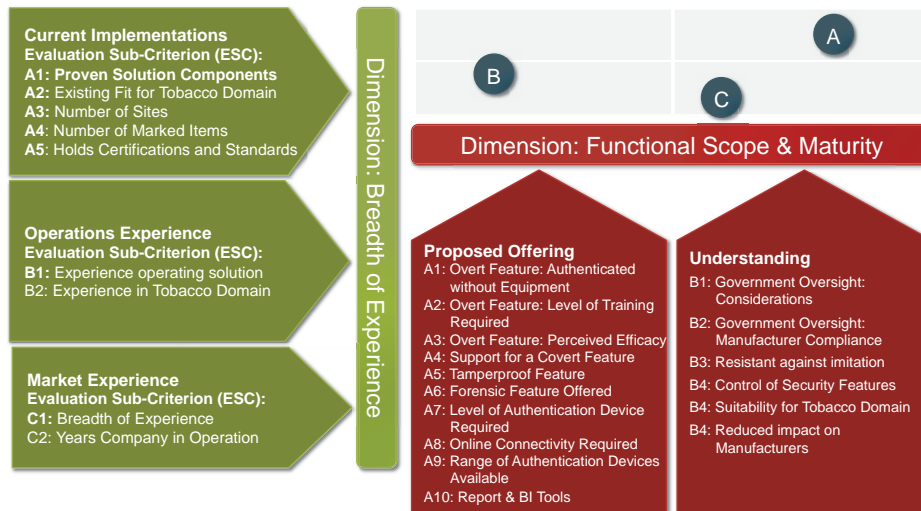 Current Implementations
Evaluation Sub-Criterion (ESC):
A1: Proven Solution Components
A2: Existing Fit for Tobacco Domain
A3: Number of Sites
A4: Number of Marked Items
A5: Holds Certifications and Standards
Operations Experience
Evaluation Sub-Criterion (ESC):
B1: Experience operating solution
B2: Experience in Tobacco Domain
Market Experience
Evaluation Sub-Criterion (ESC):
C1: Breadth of Experience
C2: Years Company in Operation
Dimension: Breadth of Experience
A
B
C
Dimension: Functional Scope & Maturity
Proposed Offering
A1: Overt Feature: Authenticated
without Equipment
A2: Overt Feature: Level of Training
Required
A3: Overt Feature: Perceived Efficacy
A4: Support for a Covert Feature
A5: Tamperproof Feature
A6: Forensic Feature Offered
A7: Level of Authentication Device
Required
A8: Online Connectivity Required
A9: Range of Authentication Devices
Available
A10: Report & BI Tools
Understanding
B1: Government Oversight:
Considerations
B2: Government Oversight:
Manufacturer Compliance
B3: Resistant against imitation
B4: Control of Security Features
B4: Suitability for Tobacco Domain
B4: Reduced impact on
Manufacturers